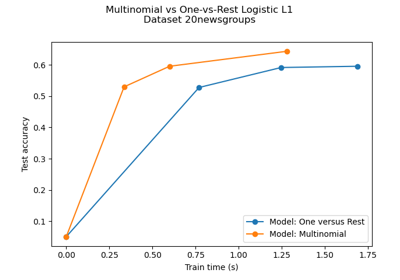 Multinomial vs One-vs-Rest Logistic L1
Dataset 20newsgroups
0.6
0.5
0.4
0.3
0.2
0.1
Test accuracy
Model: One versus Rest
Model: Multinomial
0.00 0.25 0.50 0.75 1.00 1.25 1.50 1.75
Train time (s)